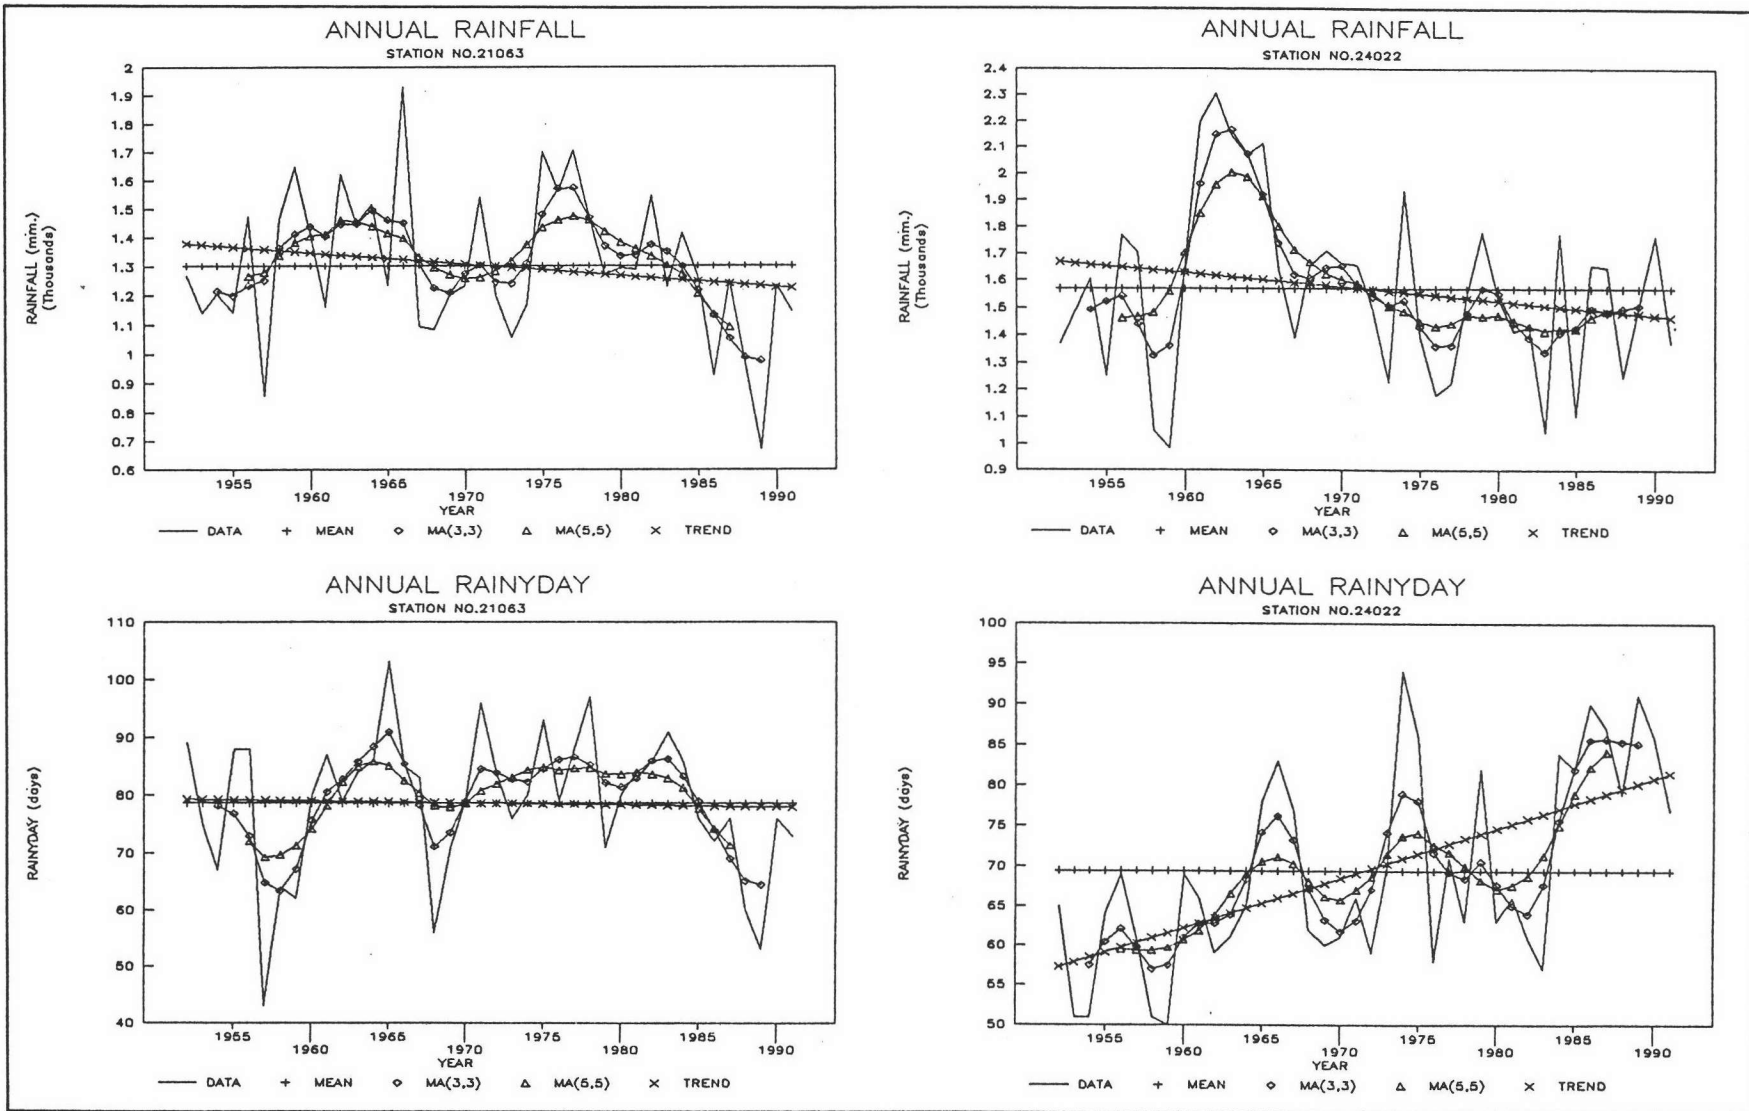 ANNUAL RAINFALL
STATION NO.21063
RAINFALL (mm.)
(Thousands)
2
1.9
1.8
1.7
1.6
1.5
1.4
1.3
1.2
1.1
1
0.9
0.8
0.7
0.6
1955 1960 1965 1970 1975 1980 1985 1990
YEAR
DATA MEAN MA(3,3) MA(5,5) TREND
ANNUAL RAINFALL
STATION NO.24022
RAINFALL (mm.)
(Thousands)
2.4
2.3
2.2
2.1
2
1.9
1.8
1.7
1.6
1.5
1.4
1.3
1.2
1.1
1
0.9
1955 1960 1965 1970 1975 1980 1985 1990
YEAR
DATA MEAN MA(3,3) MA(5,5) TREND
ANNUAL RAINYDAY
STATION NO.21063
RAINYDAY (days)
110
100
90
80
70
60
50
40
1955 1960 1965 1970 1975 1980 1985 1990
YEAR
DATA MEAN MA(3,3) MA(5,5) TREND
ANNUAL RAINYDAY
STATION NO.24022
RAINYDAY (days)
100
95
90
85
80
75
70
65
60
55
50
1955 1960 1965 1970 1975 1980 1985 1990
YEAR
DATA MEAN MA(3,3) MA(5,5) TREND